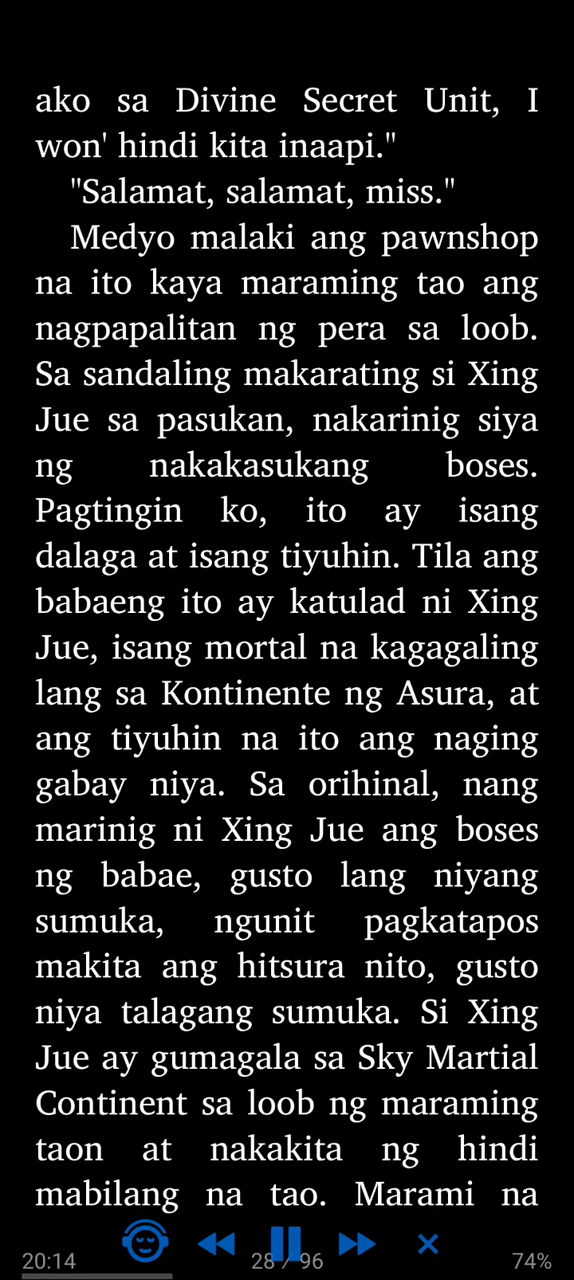 ako sa Divine Secret Unit, I
won' hindi kita inaapi."
"Salamat, salamat, miss."
Medyo malaki ang pawnshop
na ito kaya maraming tao ang
nagpapalitan ng pera sa loob.
Sa sandaling makarating si Xing
Jue sa pasukan, nakarinig siya
ng nakakasukang boses.
Pagtingin ko, ito ay isang
dalaga at isang tiyuhin. Tila ang
babaeng ito ay katulad ni Xing
Jue, isang mortal na kagagaling
lang sa Kontinente ng Asura, at
ang tiyuhin na ito ang naging
gabay niya. Sa orihinal, nang
marinig ni Xing Jue ang boses
ng babae, gusto lang niyang
sumuka, ngunit pagkatapos
makita ang hitsura nito, gusto
niya talagang sumuka. Si Xing
Jue ay gumagala sa Sky Martial
Continent sa loob ng maraming
taon at nakakita ng hindi
mabilang na tao. Marami na
20:14 28 / 96 74%